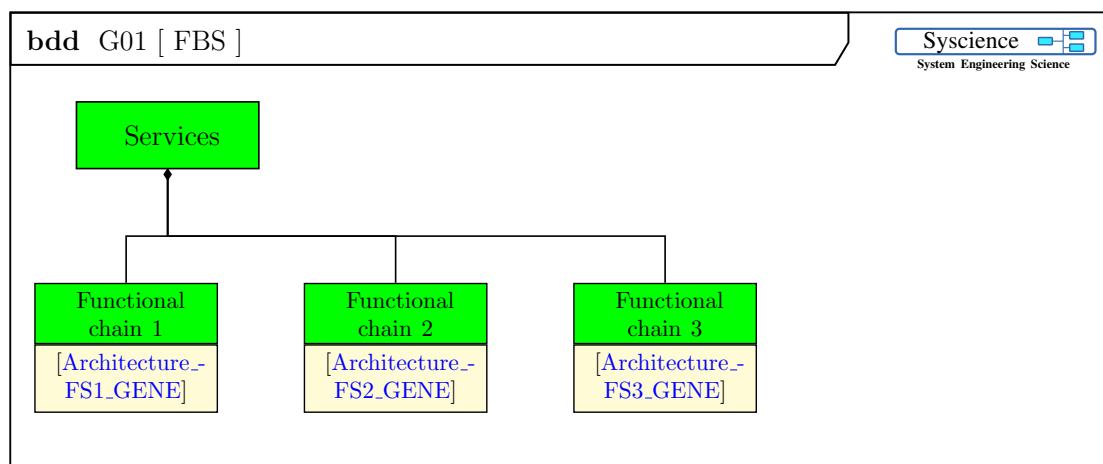 bdd G01 [ FBS ]
Syscience
System Engineering Science
Services
Functional
chain 1
[Architecture_-
FS1_GENE]
Functional
chain 2
[Architecture_-
FS2_GENE]
Functional
chain 3
[Architecture_-
FS3_GENE]